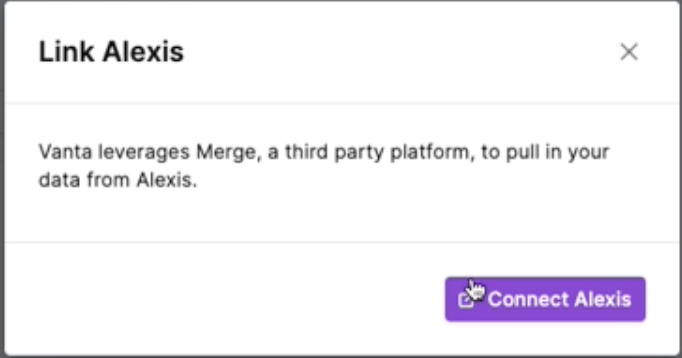 Link Alexis
Vanta leverages Merge, a third party platform, to pull in your
data from Alexis.
Connect Alexis